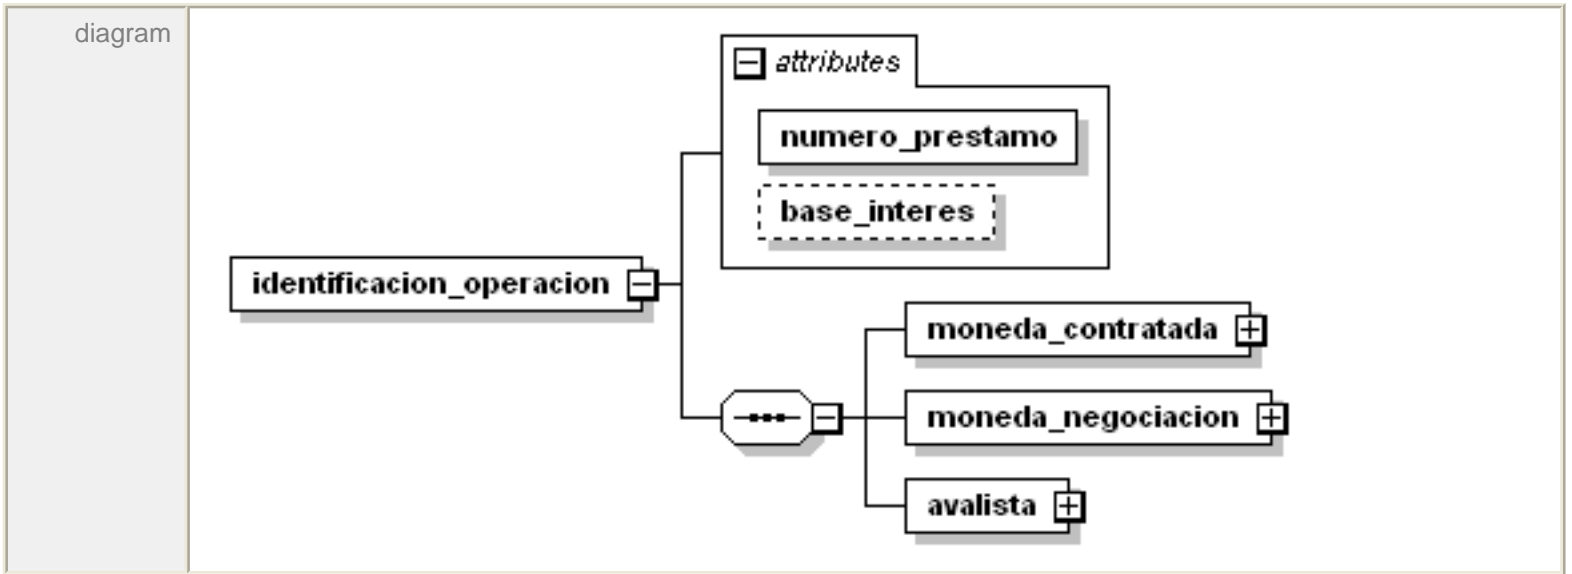 diagram
attributes
numero_prestamo
base_interes
identificacion_operacion
moneda_contratada
moneda_negociacion
avalista